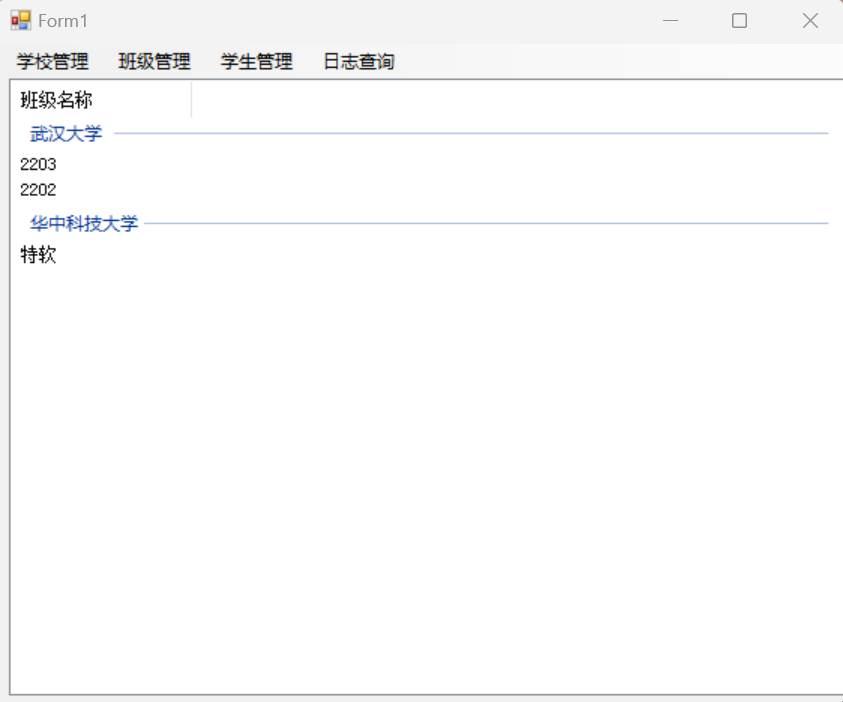 Form1
学校管理 班级管理 学生管理 日志查询
班级名称
武汉大学
2203
2202
华中科技大学
特软